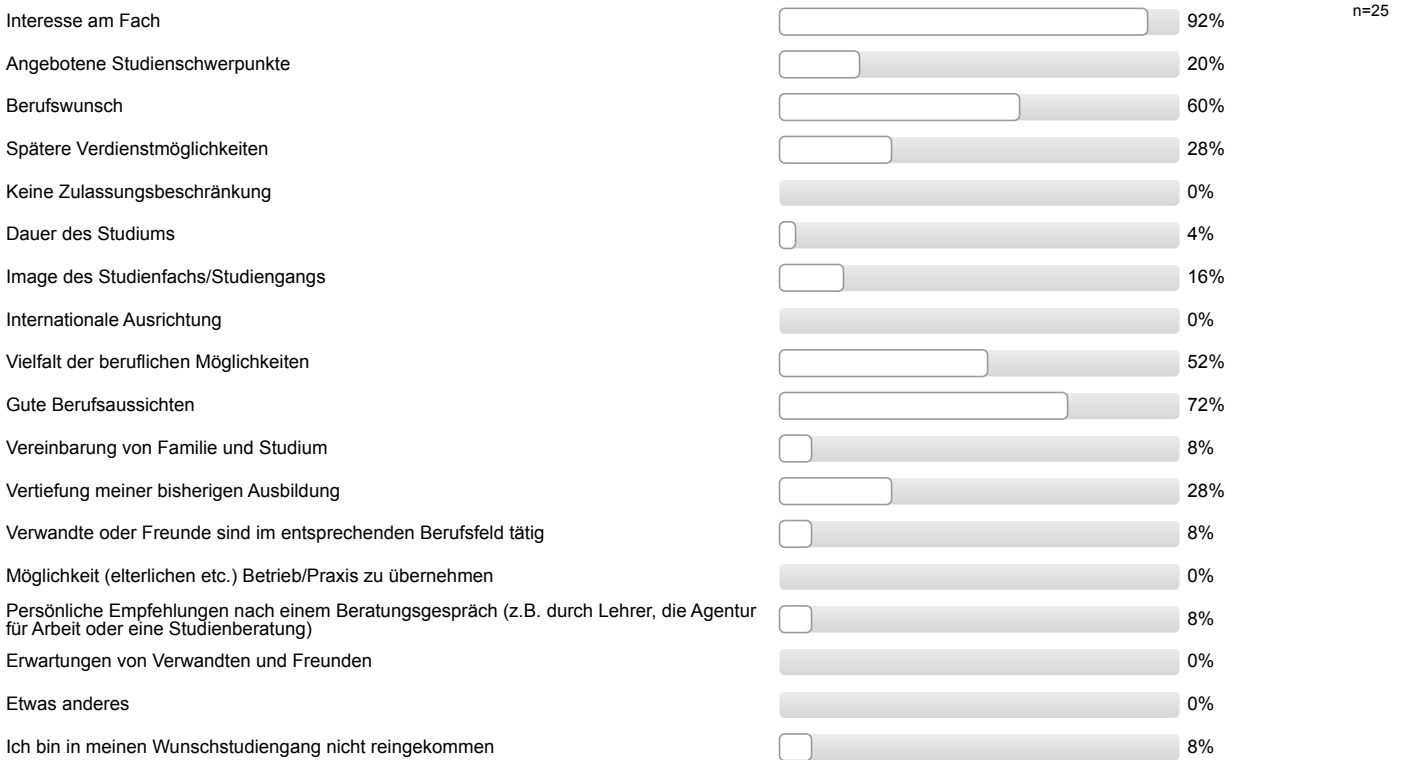 Interesse am Fach 92% n=25
Angebotene Studienschwerpunkte 20%
Berufswunsch 60%
Spätere Verdienstmöglichkeiten 28%
Keine Zulassungsbeschränkung 0%
Dauer des Studiums 4%
Image des Studienfachs/Studiengangs 16%
Internationale Ausrichtung 0%
Vielfalt der beruflichen Möglichkeiten 52%
Gute Berufsaussichten 72%
Vereinbarung von Familie und Studium 8%
Vertiefung meiner bisherigen Ausbildung 28%
Verwandte oder Freunde sind im entsprechenden Berufsfeld tätig 8%
Möglichkeit (elterlichen etc.) Betrieb/Praxis zu übernehmen 0%
Persönliche Empfehlungen nach einem Beratungsgespräch (z.B. durch Lehrer, die Agentur
für Arbeit oder eine Studienberatung) 8%
Erwartungen von Verwandten und Freunden 0%
Etwas anderes 0%
Ich bin in meinen Wunschstudiengang nicht reingekommen 8%